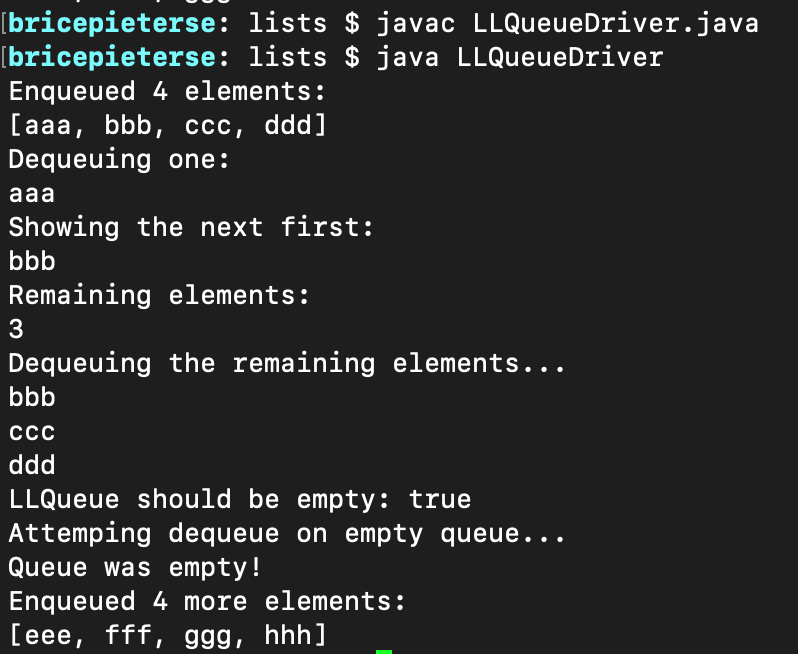 [bricepieterse: lists $ javac LLQueueDriver.java
[bricepieterse: lists $ java LLQueueDriver
Enqueued 4 elements:
[aaa, bbb, ccc, ddd]
Dequeuing one:
aaa
Showing the next first:
bbb
Remaining elements:
3
Dequeuing the remaining elements...
bbb
ccc
ddd
LLQueue should be empty: true
Attemping dequeue on empty queue...
Queue was empty!
Enqueued 4 more elements:
[eee, fff, ggg, hhh]